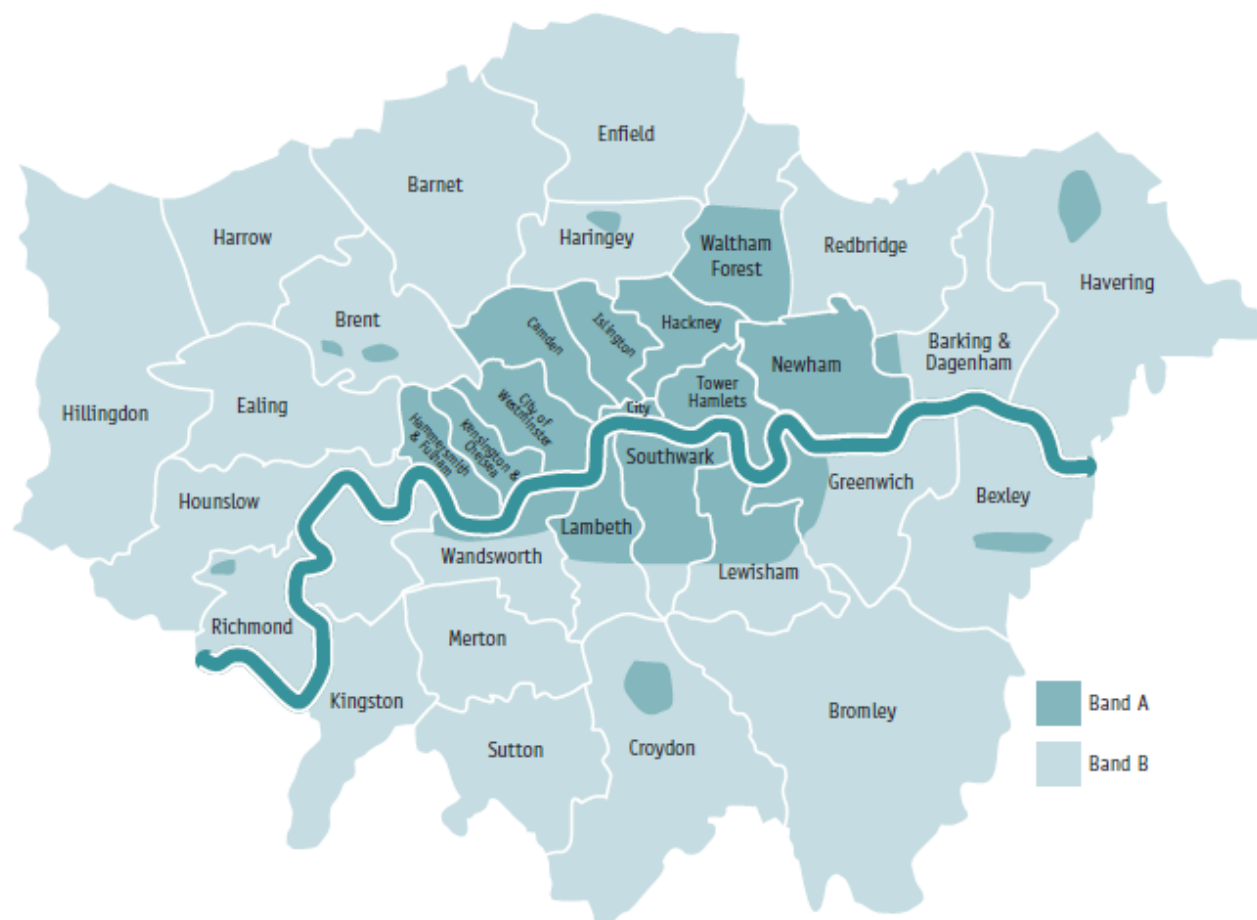 Enfield
Barnet
Harrow
Haringey
Waltham
Forest
Redbridge
Havering
Brent
Camden
Islington
Hackney
Barking &
Dagenham
Newham
Tower
Hamlets
Hillingdon
Ealing
City of
Westminster
City
Hammersmith
& Fulham
Kensington &
Chelsea
Southwark
Greenwich
Bexley
Hounslow
Lambeth
Wandsworth
Lewisham
Richmond
Merton
Kingston
Bromley
Sutton
Croydon
Band A
Band B